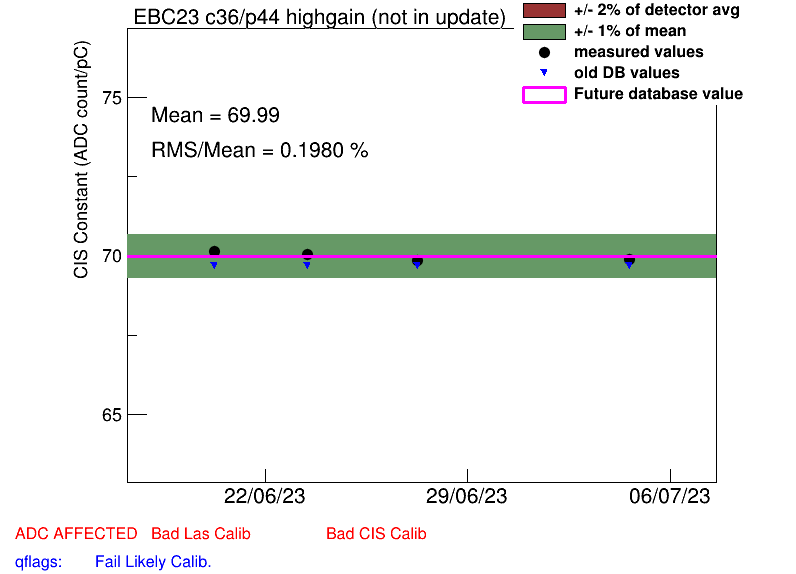 EBC23 c36/p44 highgain (not in update)
+/- 2% of detector avg
+/- 1% of mean
measured values
old DB values
Future database value
CIS Constant (ADC count/pC)
75
Mean = 69.99
RMS/Mean = 0.1980 %
70
65
22/06/23 29/06/23 06/07/23
ADC AFFECTED Bad Las Calib Bad CIS Calib
qflags: Fail Likely Calib.